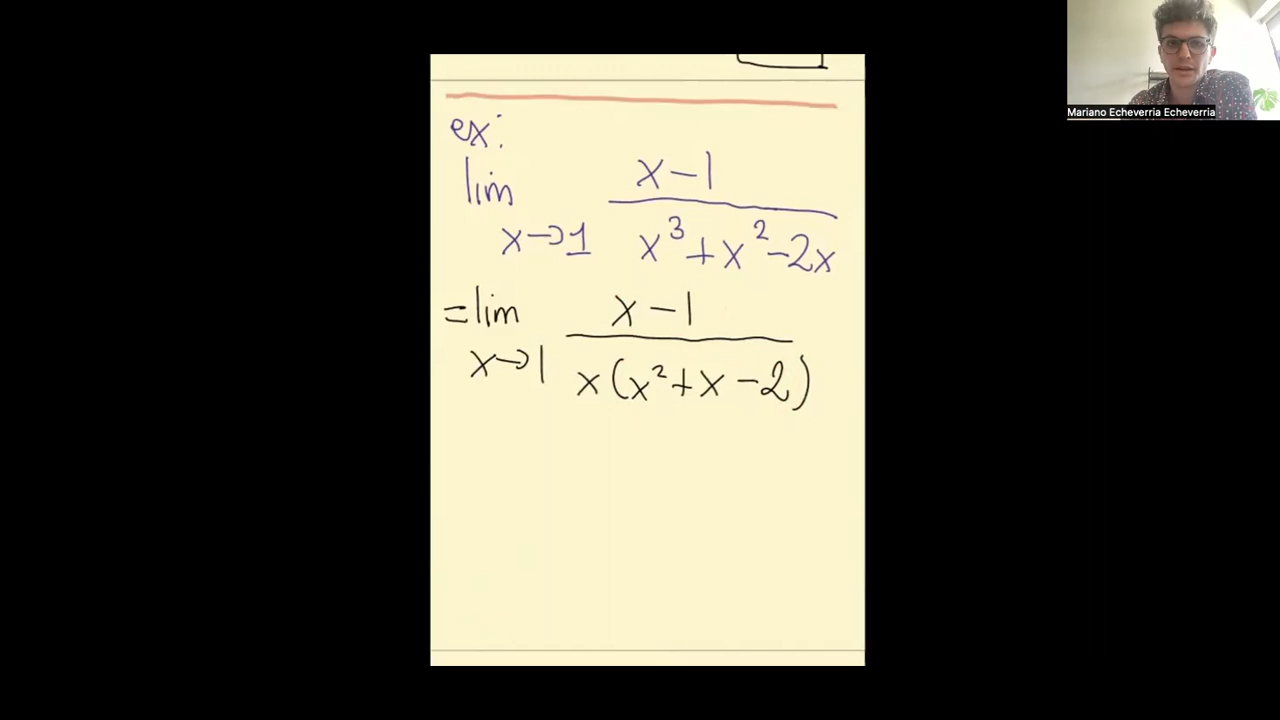 ex:
lim x→1 (x-1)/(x³+x²-2x)
=lim x→1 (x-1)/(x(x²+x-2))
Mariano Echeverria Echeverria